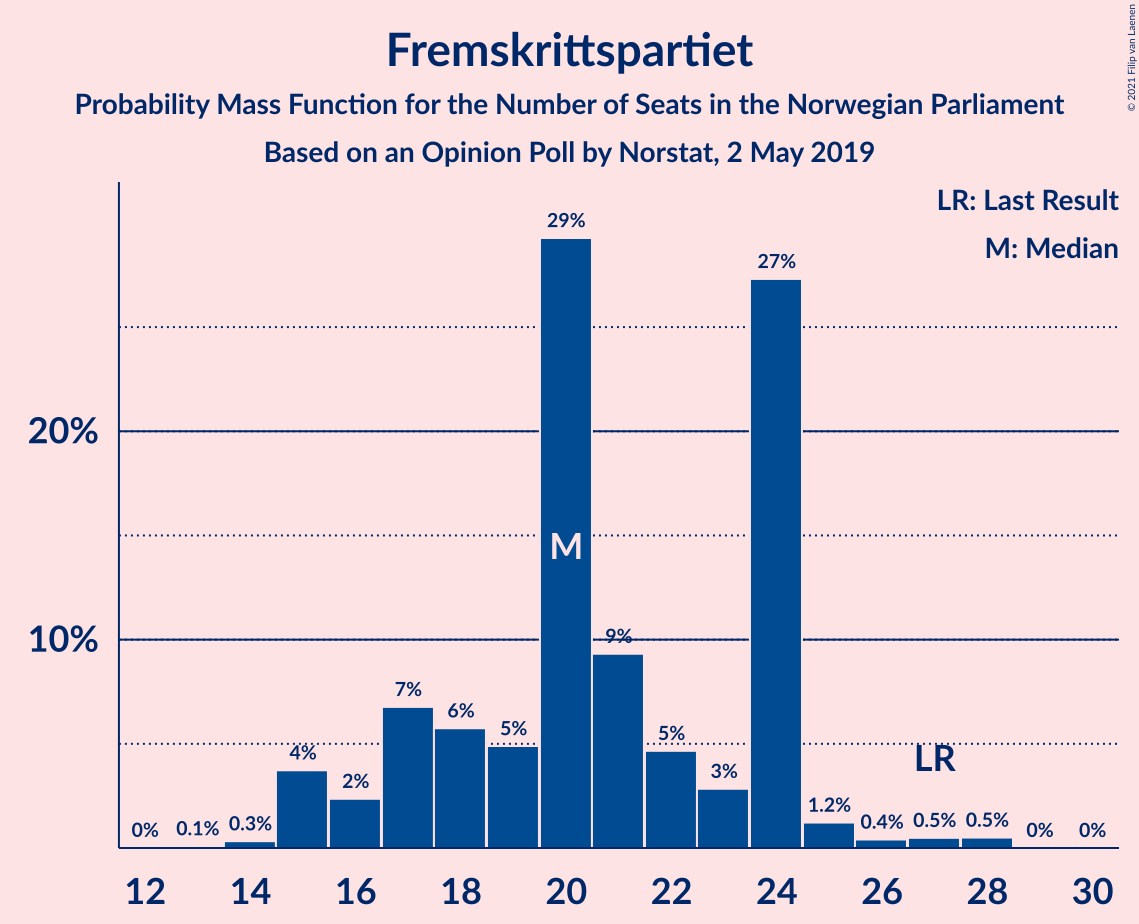 © 2021 Filip van Laenen
Fremskrittspartiet
Probability Mass Function for the Number of Seats in the Norwegian Parliament
Based on an Opinion Poll by Norstat, 2 May 2019
LR: Last Result
M: Median
20%
10%
0% 0.1% 0.3% 4% 2% 7% 6% 5% 29% 9% 5% 3% 27% 1.2% 0.4% 0.5% 0.5% 0% 0%
M
LR
12 14 16 18 20 22 24 26 28 30